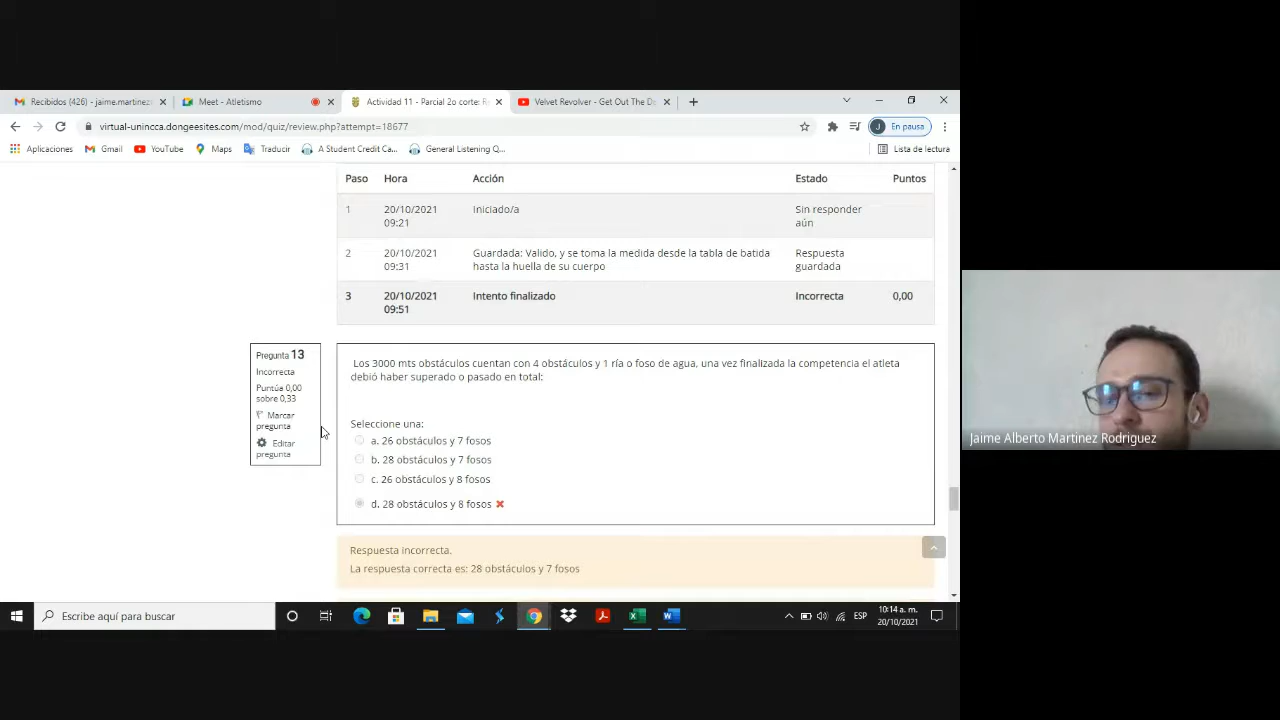 Recibidos (426) - jaime.martinez
Meet - Atletismo
Actividad 11 - Parcial 2o corte: R
Velvet Revolver - Get Out The D
virtual-unincca.dongeesites.com/mod/quiz/review.php?attempt=18677
J En pausa
Aplicaciones
Gmail
YouTube
Maps
Traducir
A Student Credit Ca...
General Listening Q...
Lista de lectura
Paso Hora Acción Estado Puntos
1 20/10/2021 Iniciado/a Sin responder
09:21 aún
2 20/10/2021 Guardada: Valido, y se toma la medida desde la tabla de batida Respuesta
09:31 hasta la huella de su cuerpo guardada
3 20/10/2021 Intento finalizado Incorrecta 0,00
09:51
Pregunta 13
Incorrecta
Puntúa 0,00
sobre 0,33
Marcar
pregunta
Editar
pregunta
Los 3000 mts obstáculos cuentan con 4 obstáculos y 1 ría o foso de agua, una vez finalizada la competencia el atleta
debió haber superado o pasado en total:
Seleccione una:
a. 26 obstáculos y 7 fosos
b. 28 obstáculos y 7 fosos
c. 26 obstáculos y 8 fosos
d. 28 obstáculos y 8 fosos
Respuesta incorrecta.
La respuesta correcta es: 28 obstáculos y 7 fosos
Jaime Alberto Martinez Rodriguez
Escribe aquí para buscar
ESP
10:14 a. m.
20/10/2021